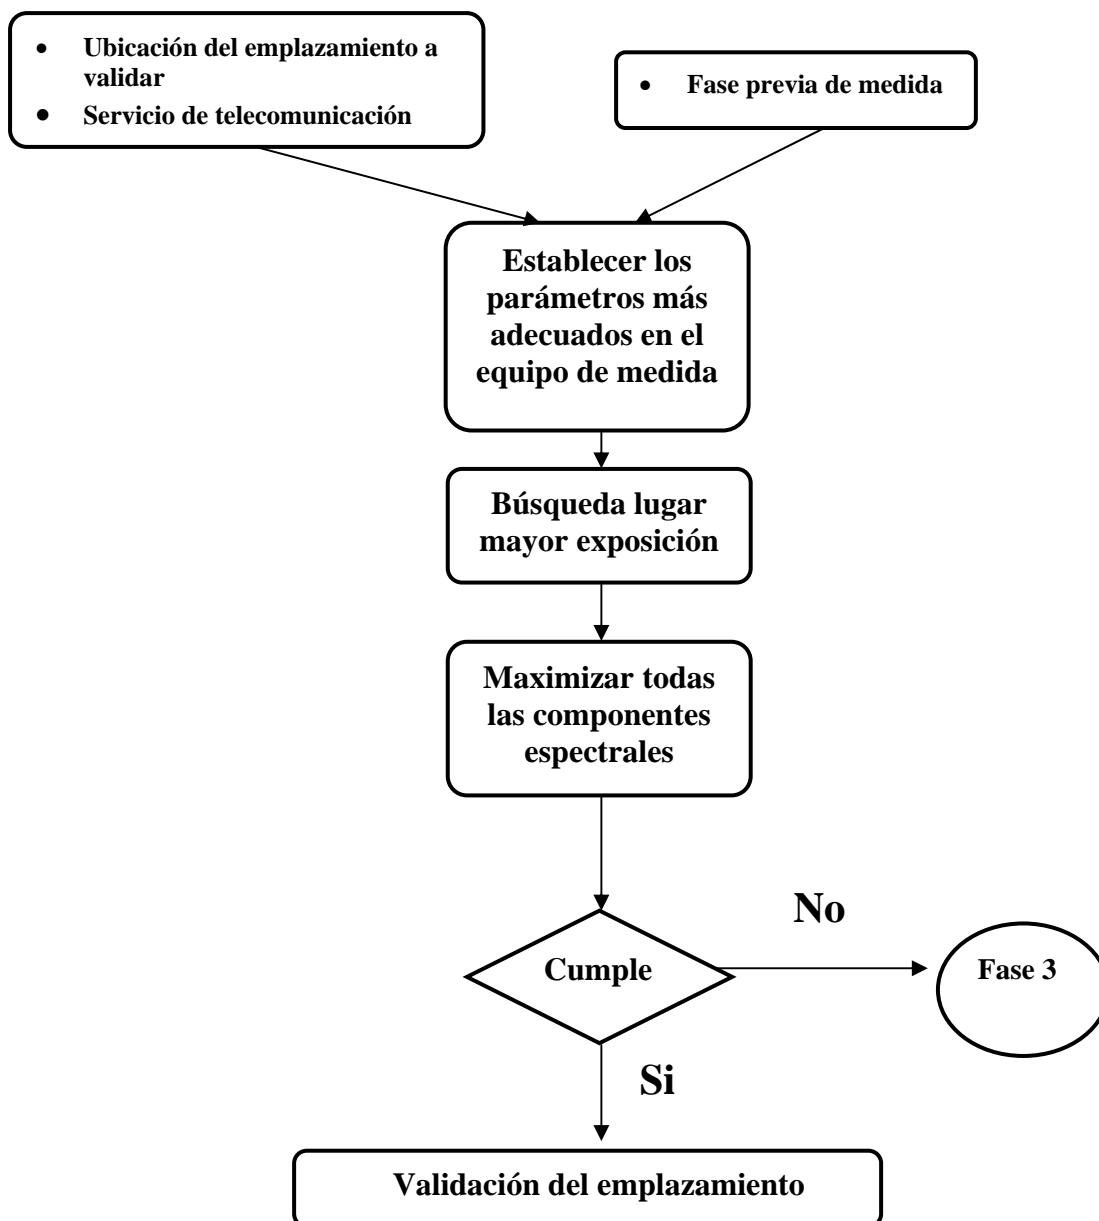 • Ubicación del emplazamiento a
validar
• Servicio de telecomunicación
• Fase previa de medida
Establecer los
parámetros más
adecuados en el
equipo de medida
Búsqueda lugar
mayor exposición
Maximizar todas
las componentes
espectrales
No
Cumple
Fase 3
Si
Validación del emplazamiento